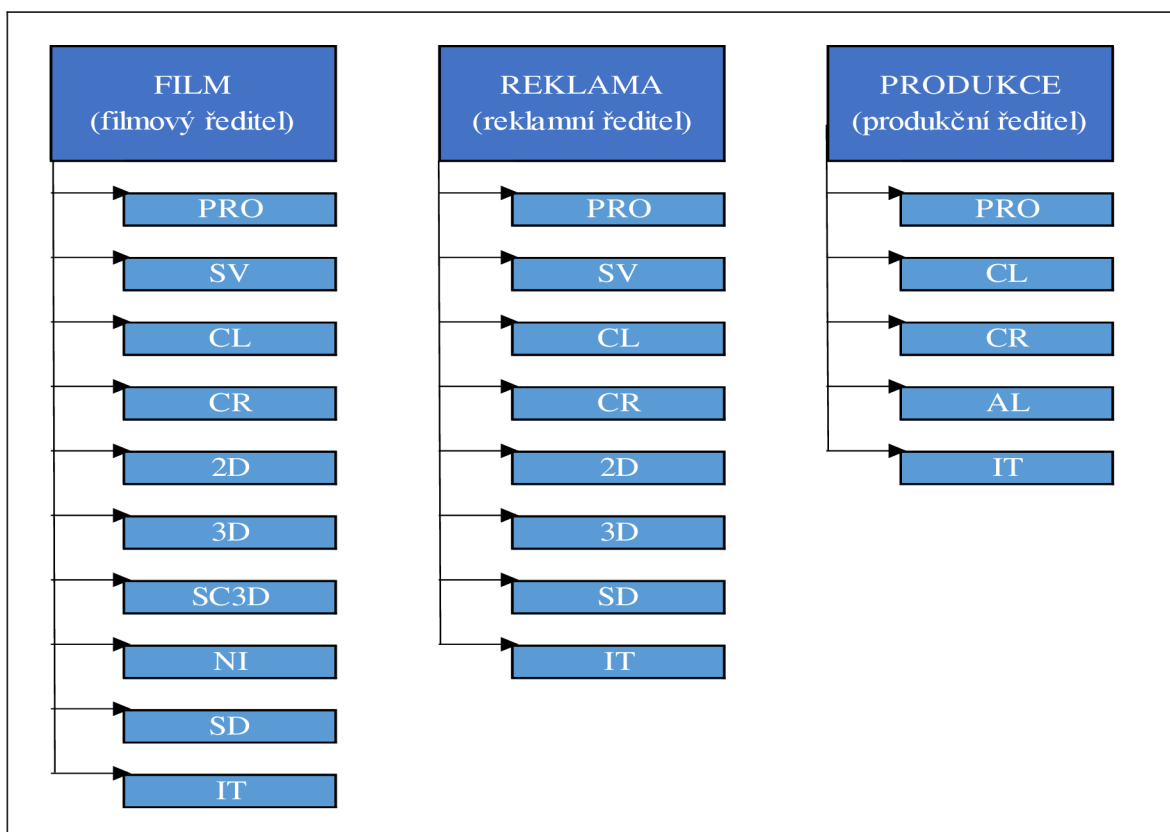 FILM
(filmový ředitel)
PRO
SV
CL
CR
2D
3D
SC3D
NI
SD
IT
REKLAMA
(reklamní ředitel)
PRO
SV
CL
CR
2D
3D
SD
IT
PRODUKCE
(produkční ředitel)
PRO
CL
CR
AL
IT